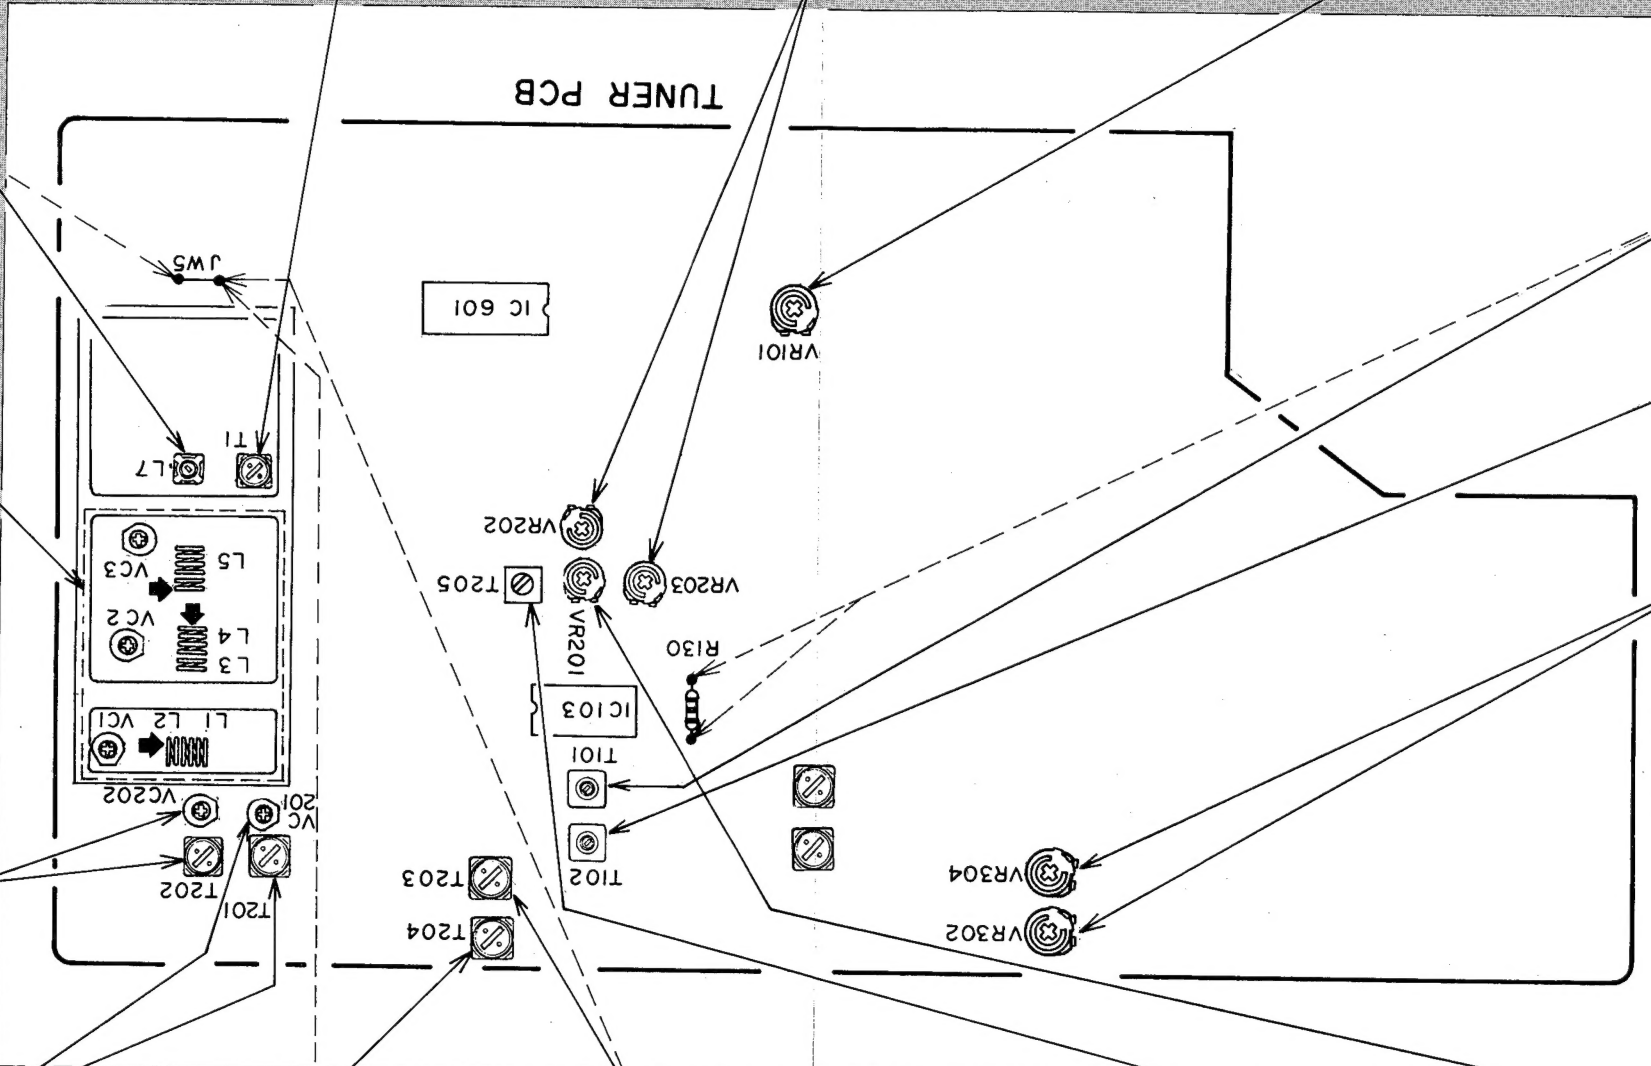 TUNER PCB
JW5
IC 601
VR101
T1
L7
VR202
VC3
L5
T205
VR203
VC2
L4
VR201
R130
L3
IC103
VC1 L2 L1
T101
VC202
VC
201
T202
T203
T102
VR304
T201
T204
VR302